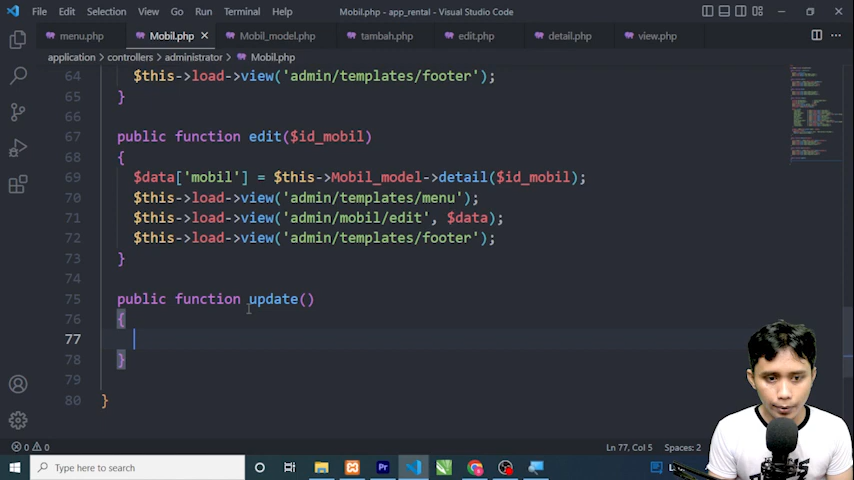 File Edit Selection View Go Run Terminal Help Mobil.php - app_rental - Visual Studio Code
menu.php Mobil.php Mobil_model.php tambah.php edit.php detail.php view.php
application > controllers > administrator > Mobil.php
64 $this->load->view('admin/templates/footer');
65 }
66
67 public function edit($id_mobil)
68 {
69 $data['mobil'] = $this->Mobil_model->detail($id_mobil);
70 $this->load->view('admin/templates/menu');
71 $this->load->view('admin/mobil/edit', $data);
72 $this->load->view('admin/templates/footer');
73 }
74
75 public function update()
76 {
77
78 }
79
80 }
0 0 Ln 77, Col 5 Spaces: 2
Type here to search
Pr